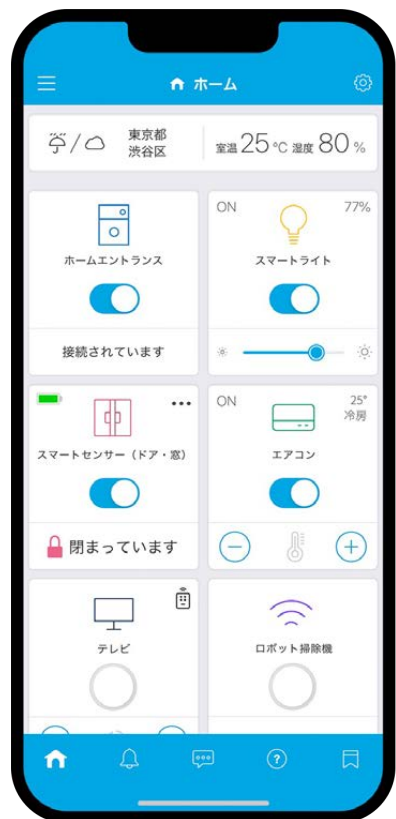 ホーム
東京都
渋谷区
室温 25 °C 湿度 80 %
ホームエントランス
接続されています
ON 77%
スマートライト
スマートセンサー（ドア・窓）
閉まっています
ON 25°
冷房
エアコン
テレビ
ロボット掃除機